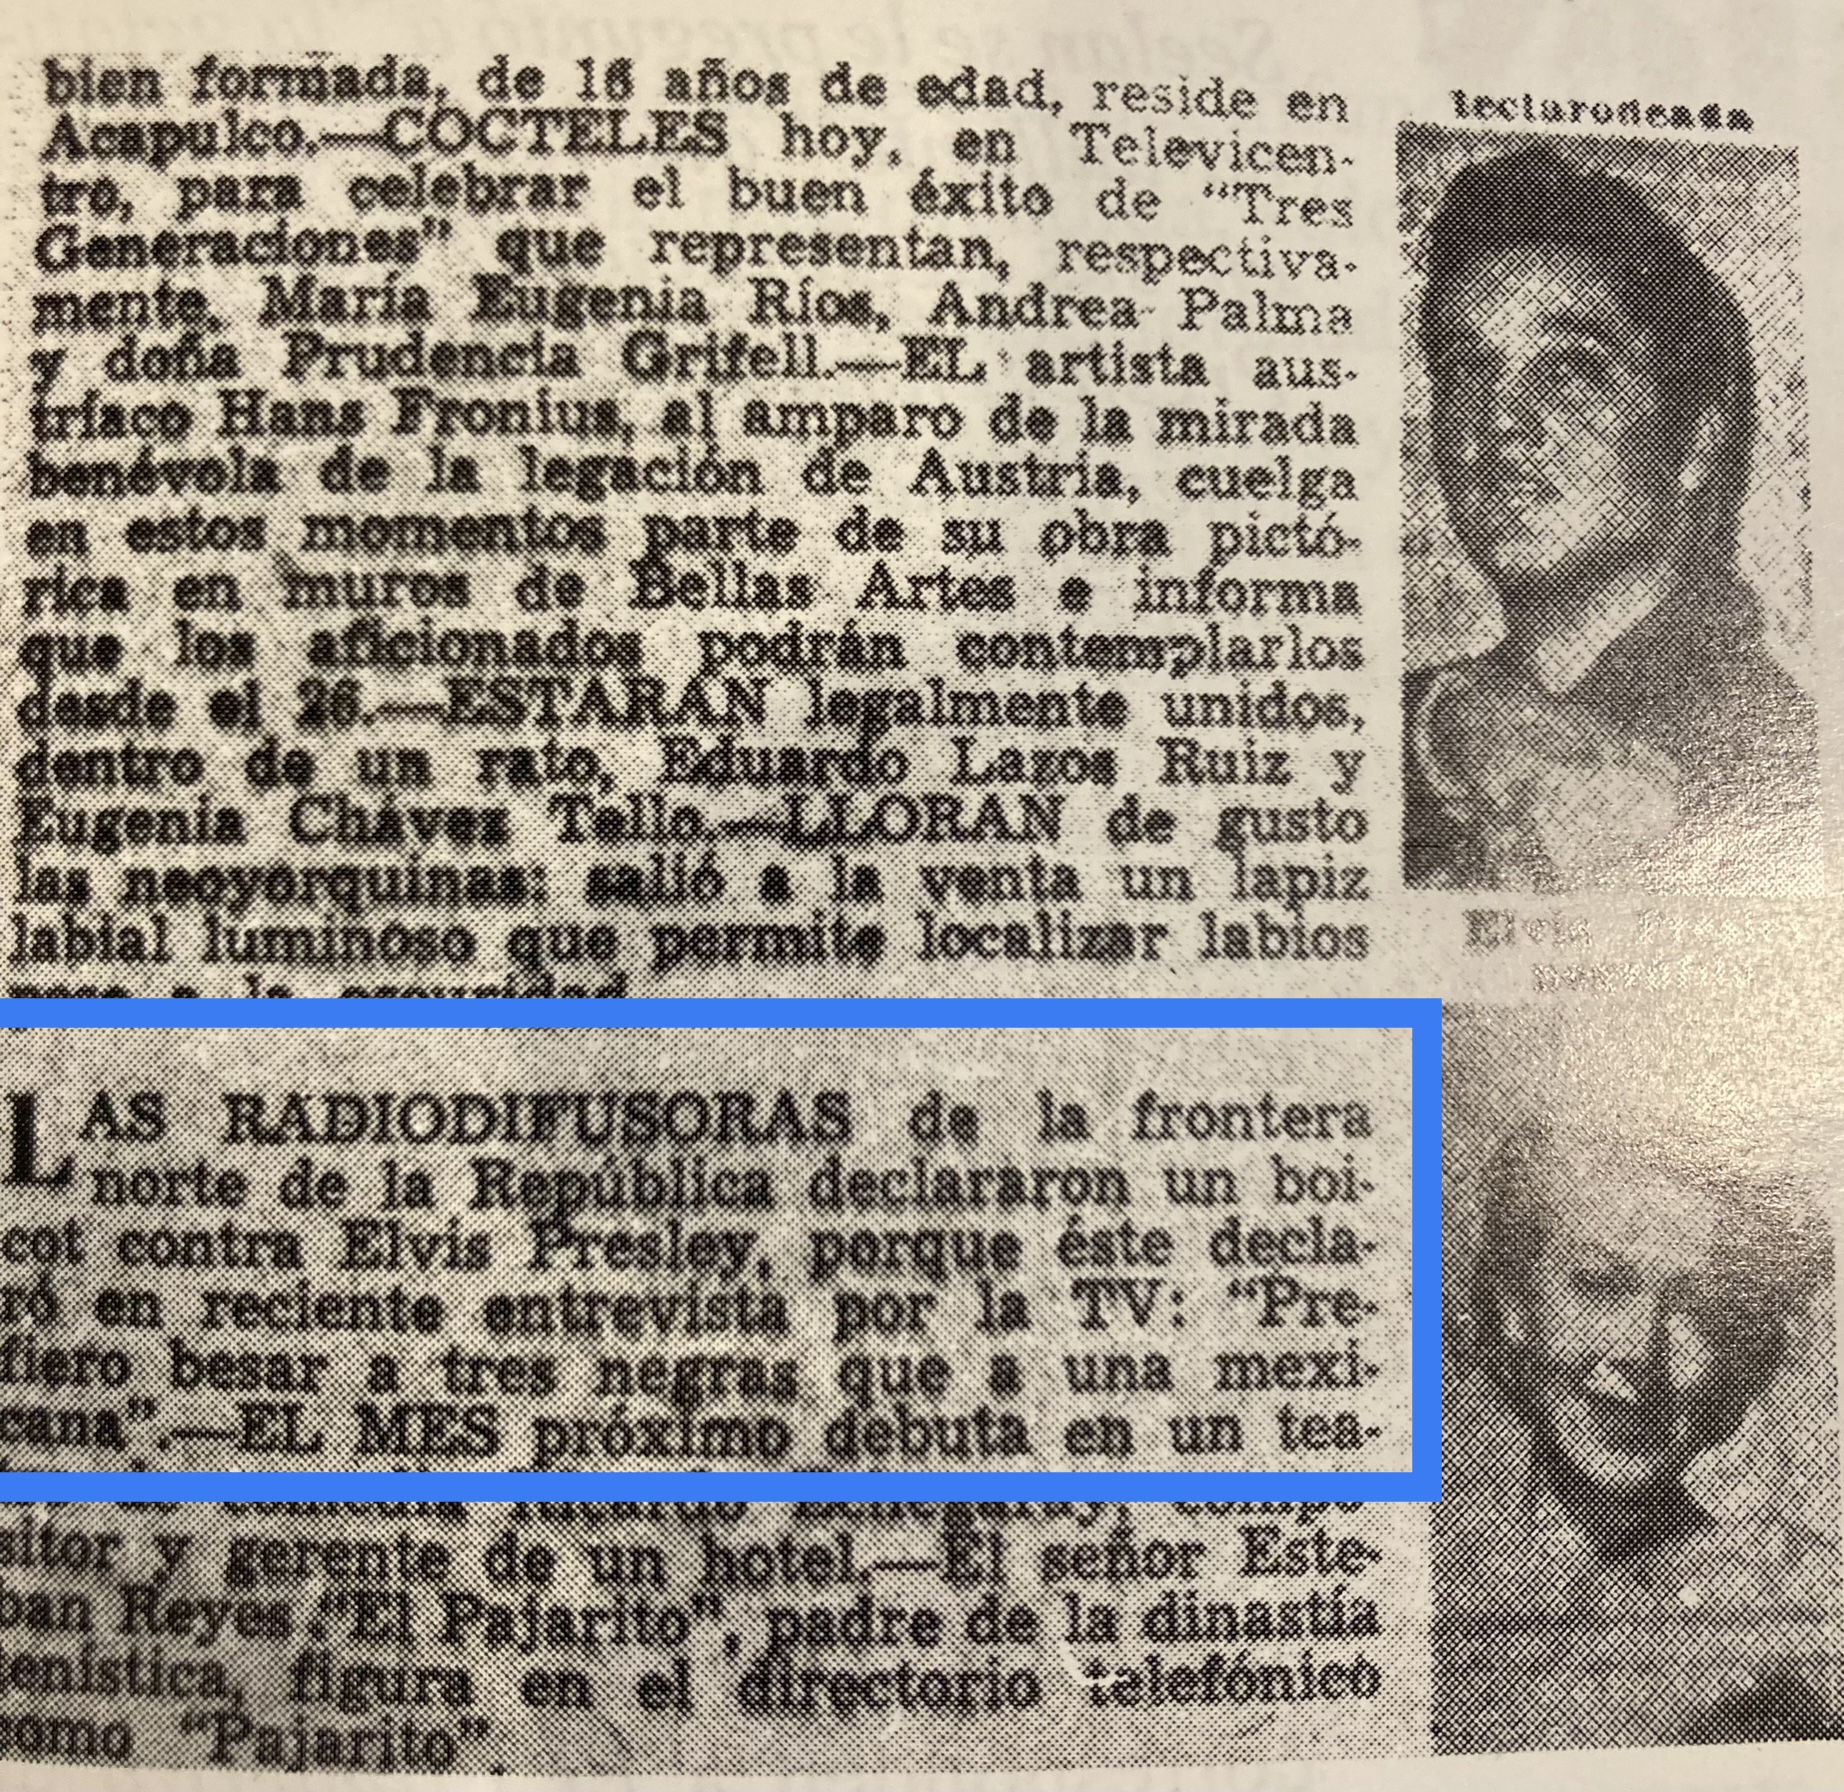 bien formada, de 16 años de edad, reside en
Acapulco.—COCTELES hoy, en Televicen-
tro, para celebrar el buen éxito de "Tres
Generaciones" que representan, respectiva-
mente, María Eugenia Ríos, Andrea Palma
y doña Prudencia Grifell.—EL artista aus-
tríaco Hans Fronius, al amparo de la mirada
benévola de la legación de Austria, cuelga
en estos momentos parte de su obra pictó-
rica en muros de Bellas Artes e informa
que los aficionados podrán contemplarlos
desde el 26.—ESTARAN legalmente unidos,
dentro de un rato, Eduardo Lazos Ruiz y
Eugenia Chávez Tello.—LLORAN de gusto
las neoyorquinas: salió a la venta un lapiz
labial luminoso que permite localizar labios
a la oscuridad
LAS RADIODIFUSORAS de la frontera
norte de la República declararon un boi-
cot contra Elvis Presley, porque éste decla-
ró en reciente entrevista por la TV: "Pre-
fiero besar a tres negras que a una mexi-
cana".—EL MES próximo debuta en un tea-
sitor y gerente de un hotel.—El señor Este-
ban Reyes "El Pajarito", padre de la dinastía
enística, figura en el directorio telefónico
como "Pajarito".
Elvis